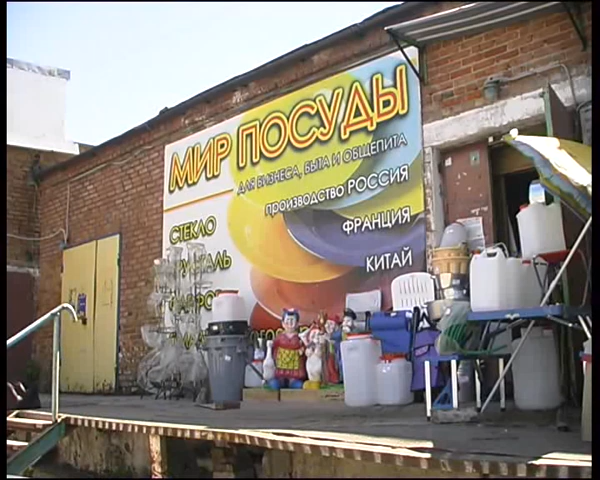 МИР ПОСУДЫ
ДЛЯ БИЗНЕСА, БЫТА И ОБЩЕПИТА
производство РОССИЯ
ФРАНЦИЯ
КИТАЙ
СТЕКЛО